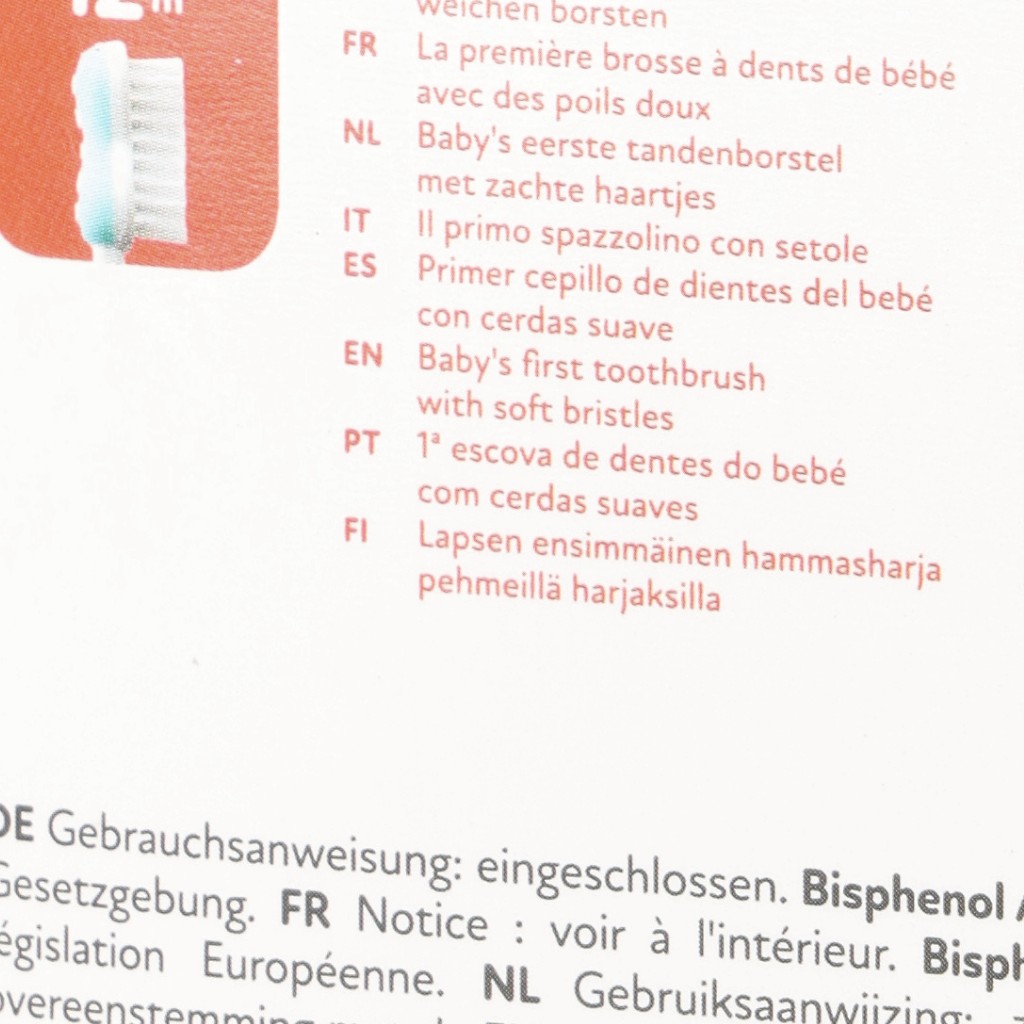 12 m
weichen borsten
FR La première brosse à dents de bébé
avec des poils doux
NL Baby's eerste tandenborstel
met zachte haartjes
IT Il primo spazzolino con setole
ES Primer cepillo de dientes del bebé
con cerdas suave
EN Baby's first toothbrush
with soft bristles
PT 1ª escova de dentes do bebé
com cerdas suaves
FI Lapsen ensimmäinen hammasharja
pehmeillä harjaksilla
DE Gebrauchsanweisung: eingeschlossen. Bisphenol A
Gesetzgebung. FR Notice : voir à l'intérieur. Bisph
égislation Européenne. NL Gebruiksaanwijzing:
overeenstemming